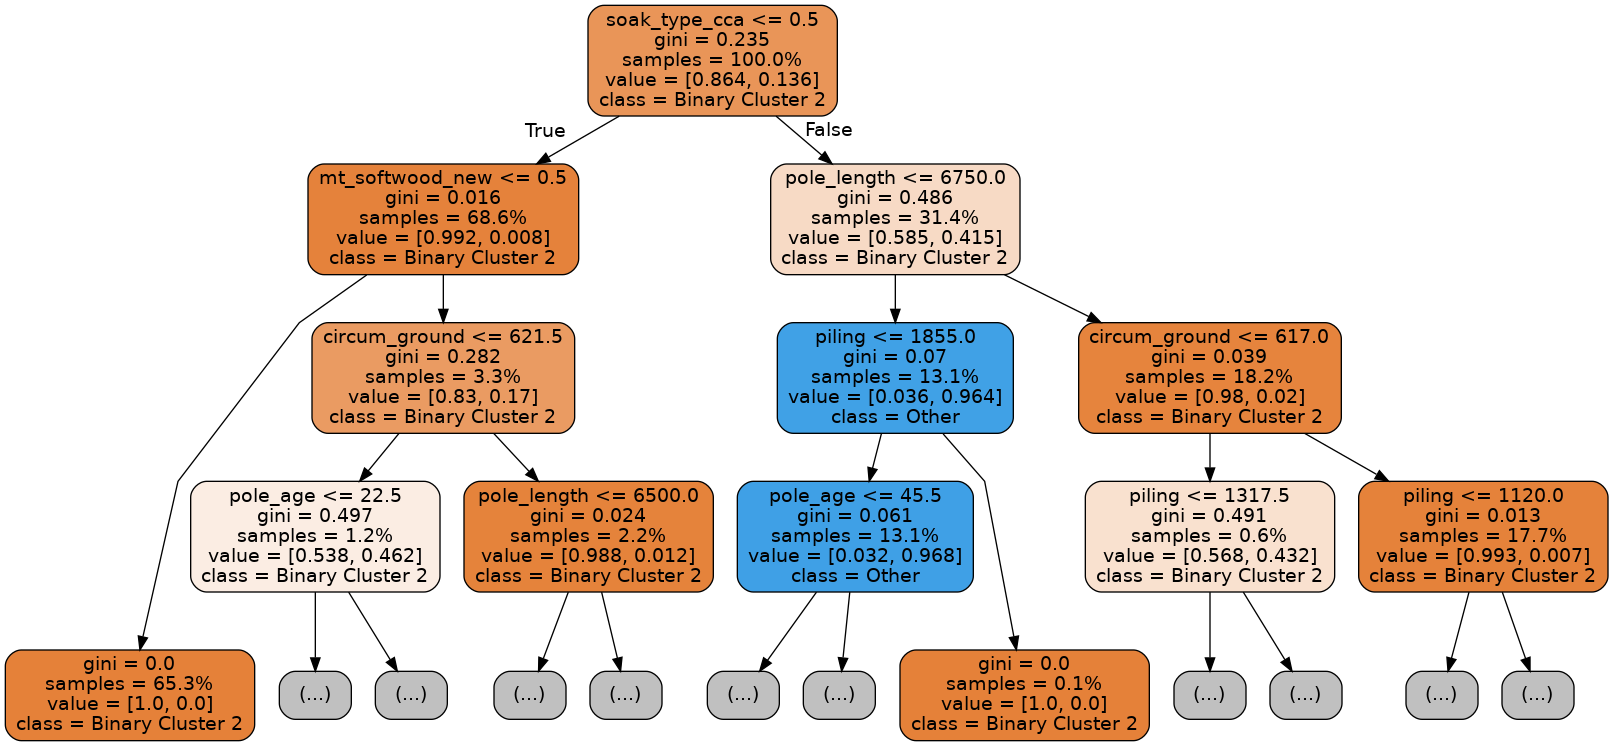 soak_type_cca <= 0.5
gini = 0.235
samples = 100.0%
value = [0.864, 0.136]
class = Binary Cluster 2
True
False
mt_softwood_new <= 0.5
gini = 0.016
samples = 68.6%
value = [0.992, 0.008]
class = Binary Cluster 2
pole_length <= 6750.0
gini = 0.486
samples = 31.4%
value = [0.585, 0.415]
class = Binary Cluster 2
circum_ground <= 621.5
gini = 0.282
samples = 3.3%
value = [0.83, 0.17]
class = Binary Cluster 2
piling <= 1855.0
gini = 0.07
samples = 13.1%
value = [0.036, 0.964]
class = Other
circum_ground <= 617.0
gini = 0.039
samples = 18.2%
value = [0.98, 0.02]
class = Binary Cluster 2
pole_age <= 22.5
gini = 0.497
samples = 1.2%
value = [0.538, 0.462]
class = Binary Cluster 2
pole_length <= 6500.0
gini = 0.024
samples = 2.2%
value = [0.988, 0.012]
class = Binary Cluster 2
pole_age <= 45.5
gini = 0.061
samples = 13.1%
value = [0.032, 0.968]
class = Other
piling <= 1317.5
gini = 0.491
samples = 0.6%
value = [0.568, 0.432]
class = Binary Cluster 2
piling <= 1120.0
gini = 0.013
samples = 17.7%
value = [0.993, 0.007]
class = Binary Cluster 2
gini = 0.0
samples = 65.3%
value = [1.0, 0.0]
class = Binary Cluster 2
(...)
(...)
(...)
(...)
(...)
(...)
gini = 0.0
samples = 0.1%
value = [1.0, 0.0]
class = Binary Cluster 2
(...)
(...)
(...)
(...)